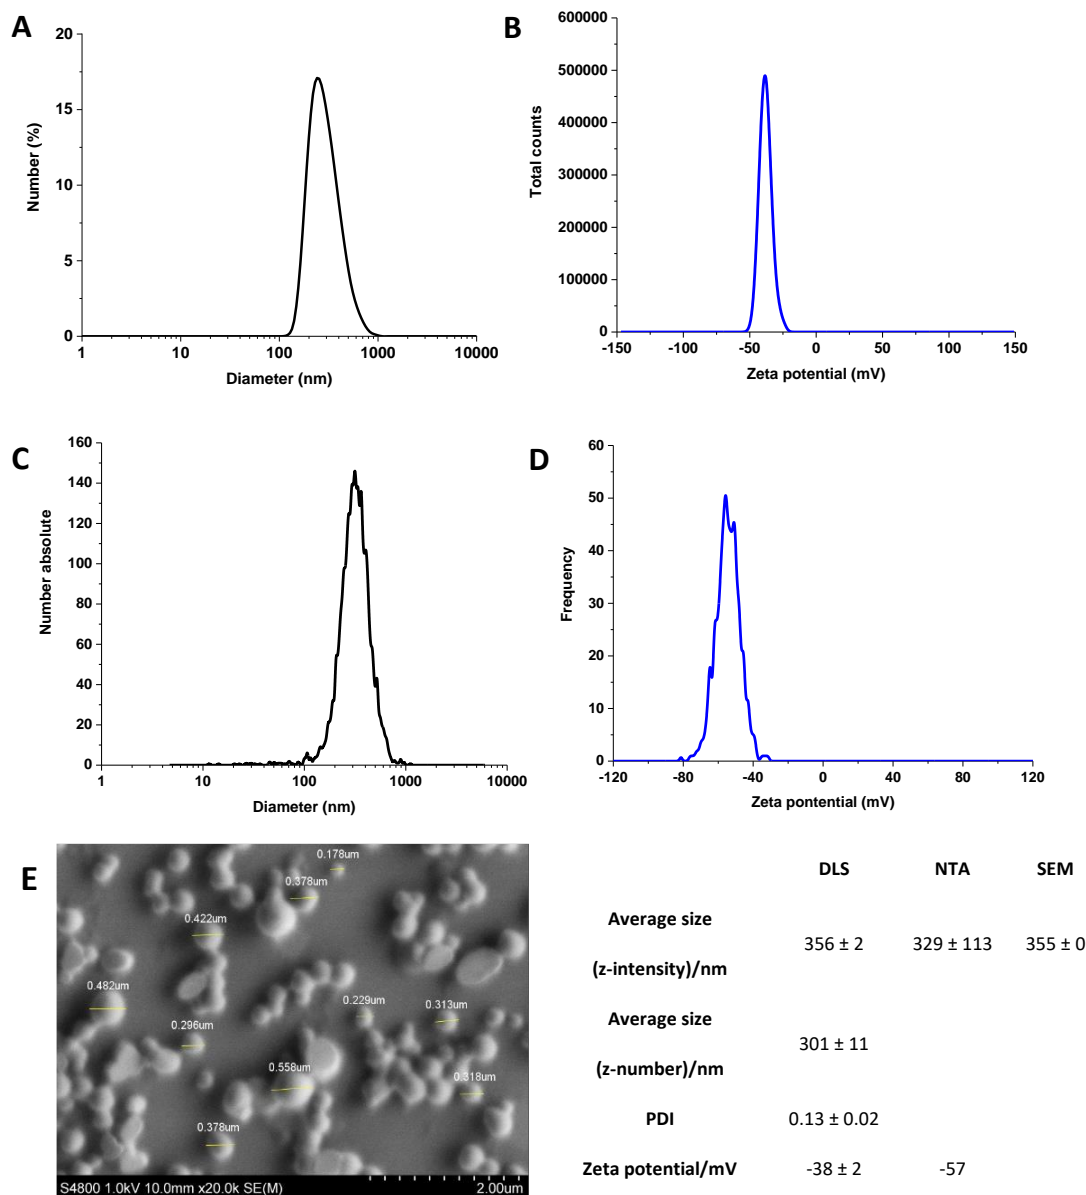 A
20
15
10
5
0
Number (%)
1 10 100 1000 10000
Diameter (nm)
B
600000
500000
400000
300000
200000
100000
0
Total counts
-150 -100 -50 0 50 100 150
Zeta potential (mV)
C
160
140
120
100
80
60
40
20
0
Number absolute
1 10 100 1000 10000
Diameter (nm)
D
60
50
40
30
20
10
0
Frequency
-120 -80 -40 0 40 80 120
Zeta pontential (mV)
E
0.178um
0.378um
0.422um
0.482um
0.229um
0.313um
0.296um
0.558um
0.318um
0.378um
S4800 1.0kV 10.0mm x20.0k SE(M) 2.00um
DLS NTA SEM
Average size
(z-intensity)/nm
356 ± 2 329 ± 113 355 ± 0
Average size
(z-number)/nm
301 ± 11
PDI 0.13 ± 0.02
Zeta potential/mV -38 ± 2 -57